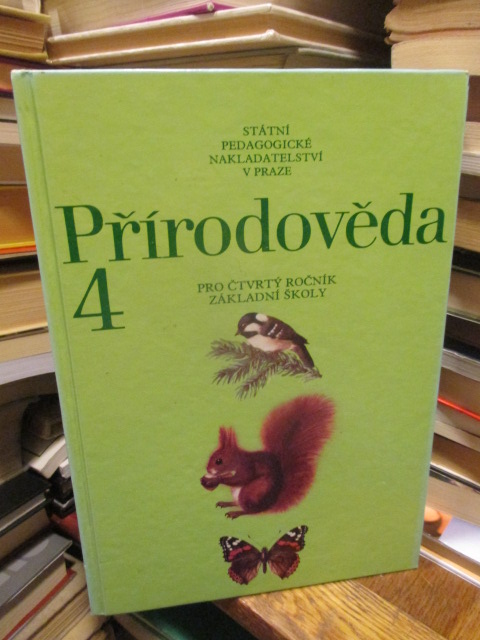 STÁTNÍ
PEDAGOGICKÉ
NAKLADATELSTVÍ
V PRAZE
Přírodověda
4
PRO ČTVRTÝ ROČNÍK
ZÁKLADNÍ ŠKOLY